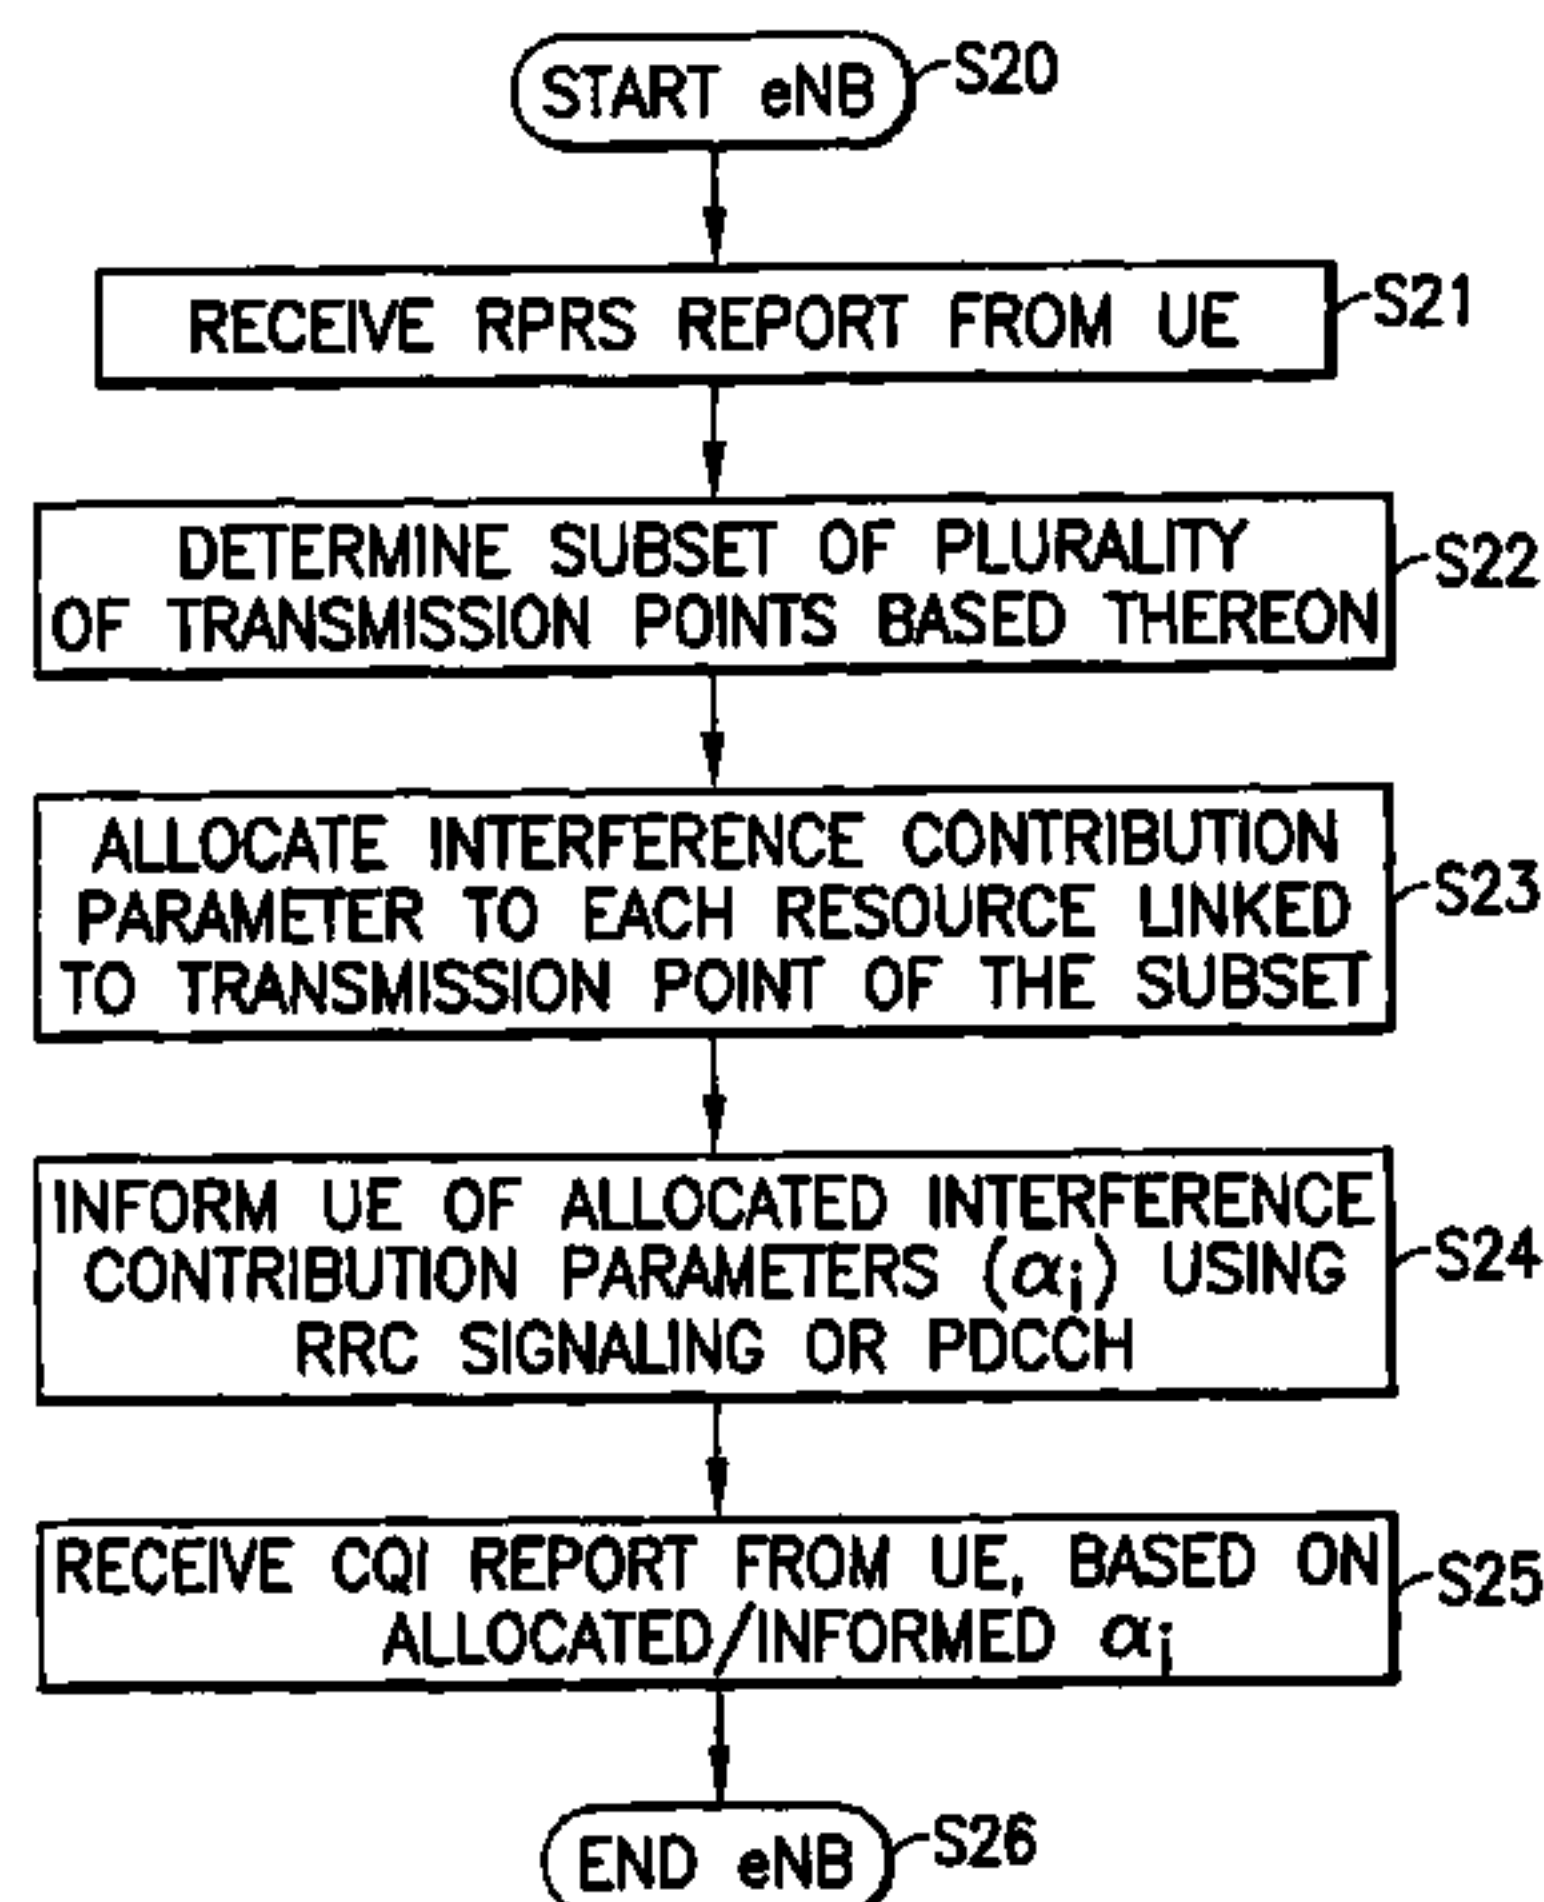 START eNB
S20
RECEIVE RPRS REPORT FROM UE
S21
DETERMINE SUBSET OF PLURALITY
OF TRANSMISSION POINTS BASED THEREON
S22
ALLOCATE INTERFERENCE CONTRIBUTION
PARAMETER TO EACH RESOURCE LINKED
TO TRANSMISSION POINT OF THE SUBSET
S23
INFORM UE OF ALLOCATED INTERFERENCE
CONTRIBUTION PARAMETERS (αi) USING
RRC SIGNALING OR PDCCH
S24
RECEIVE CQI REPORT FROM UE, BASED ON
ALLOCATED/INFORMED αi
S25
END eNB
S26